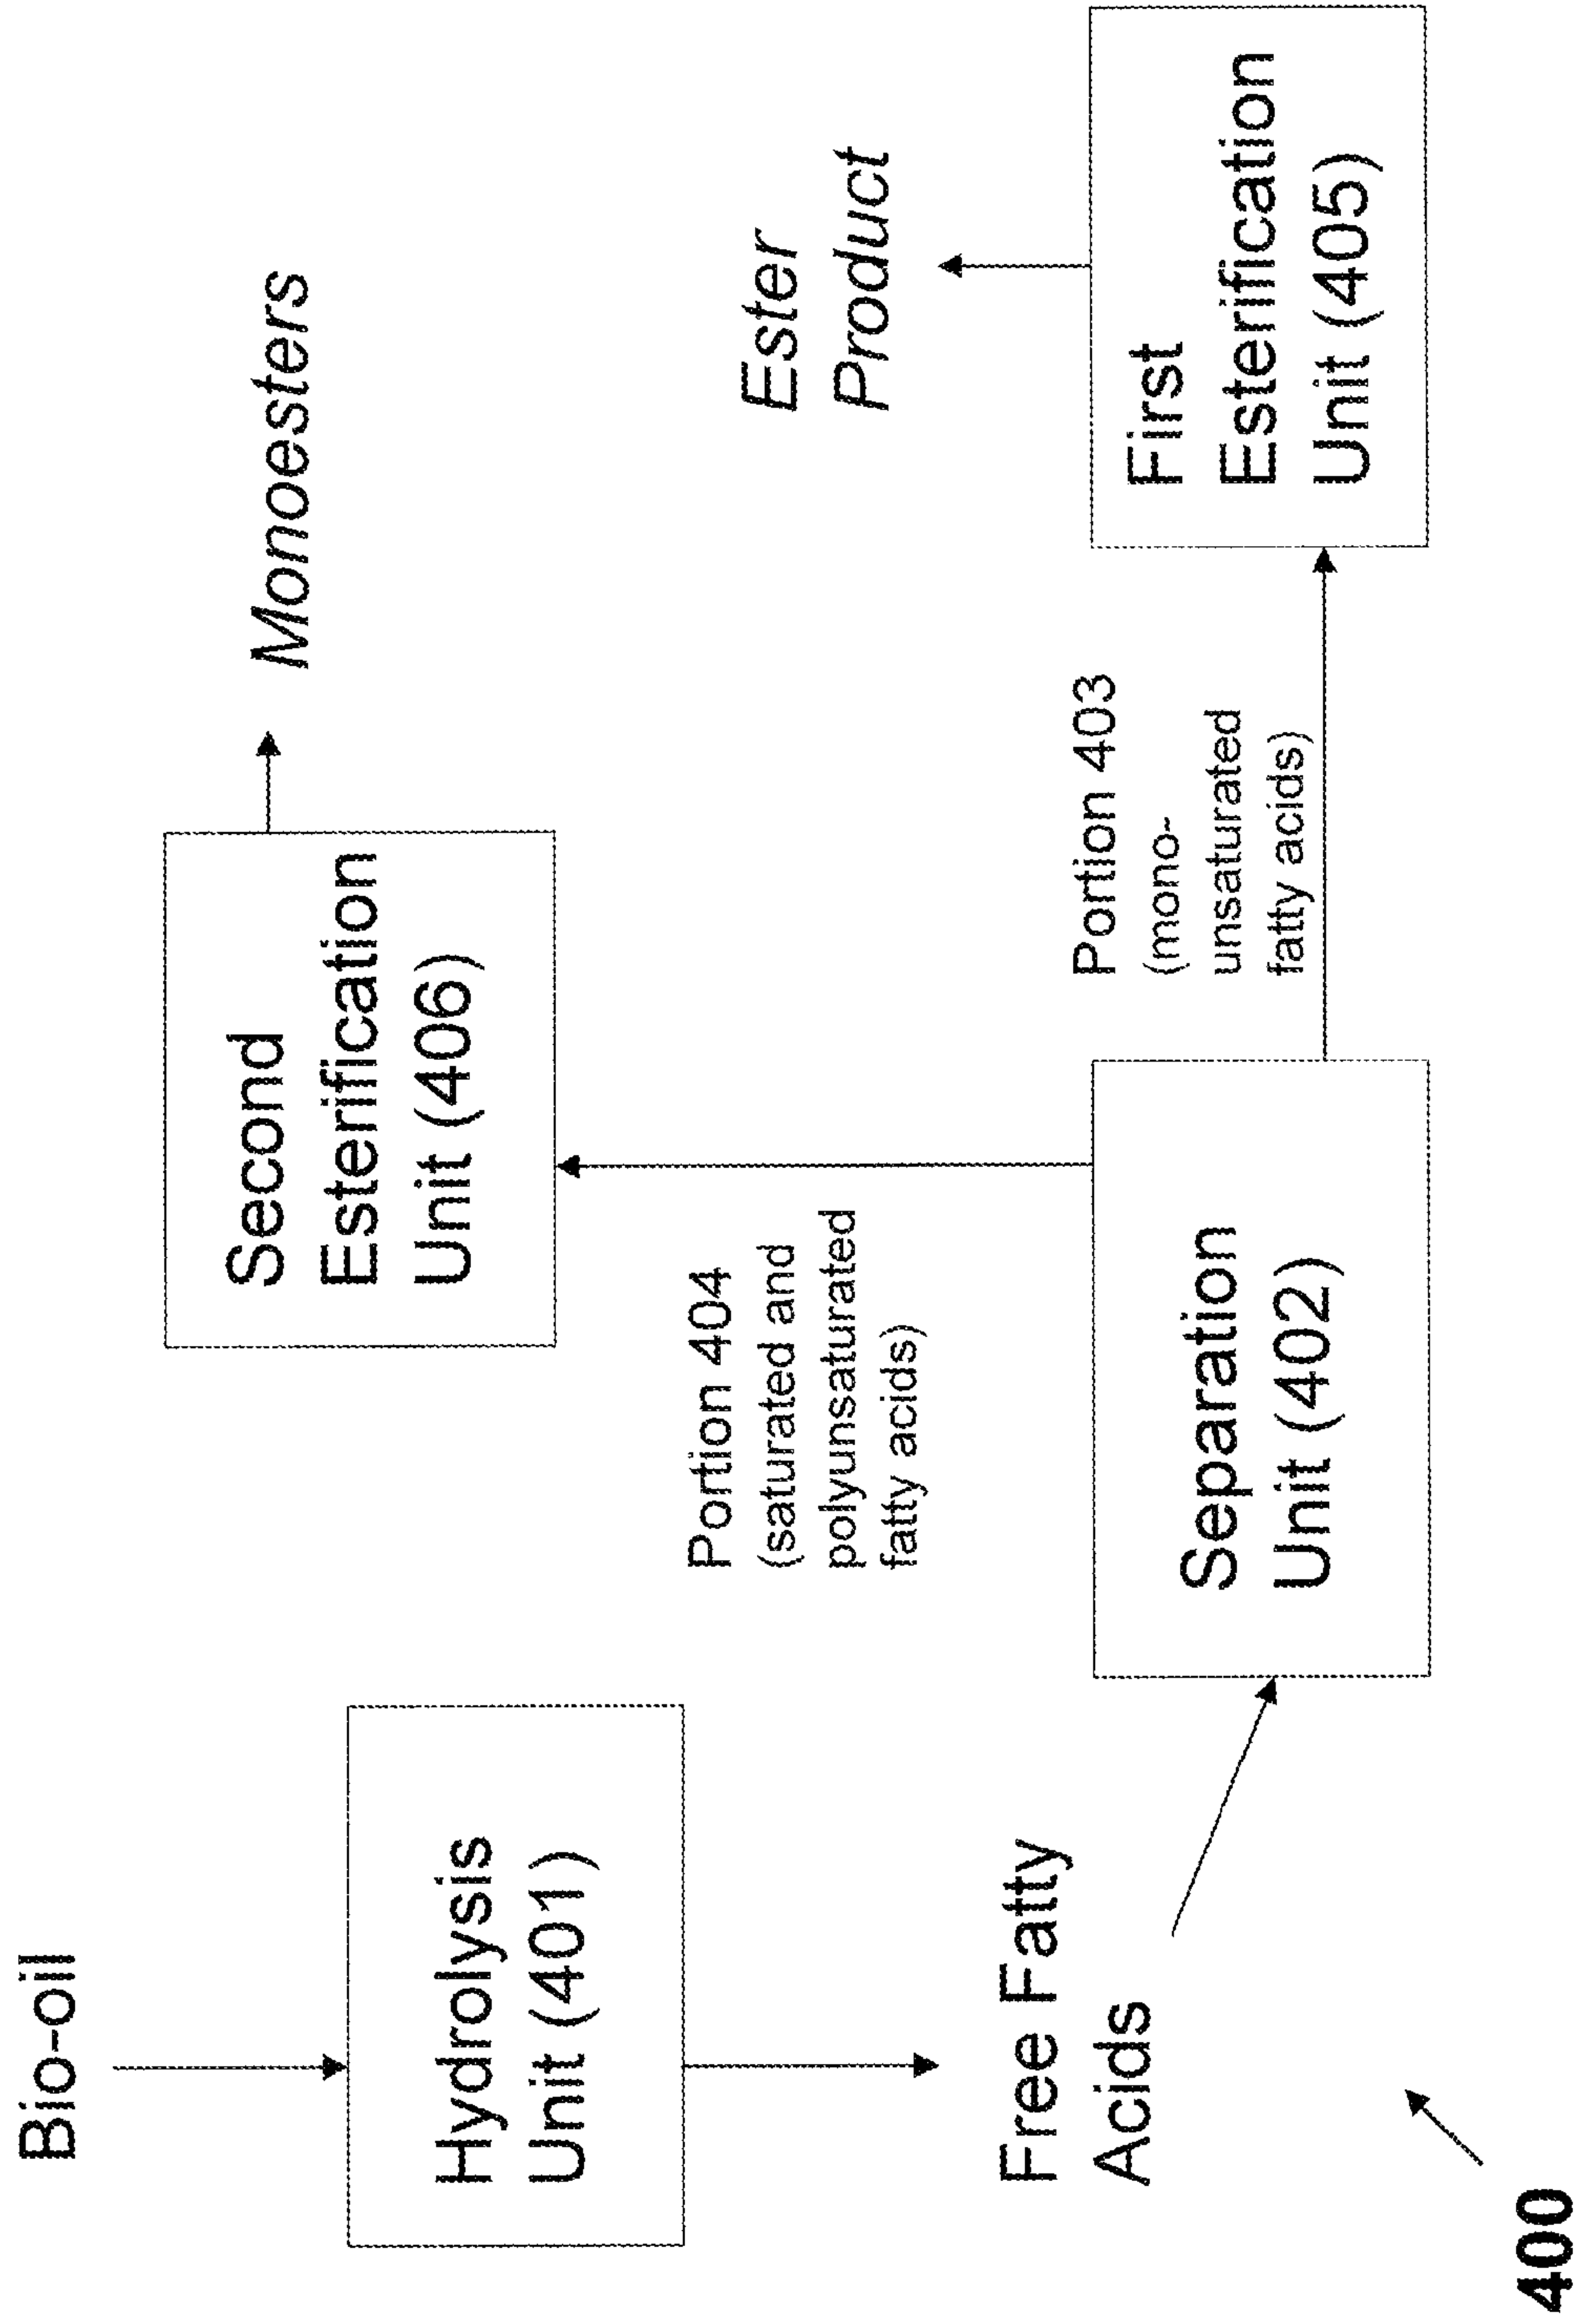 Bio-oil
Hydrolysis
Unit (401)
Free Fatty
Acids
400
Second
Esterification
Unit (406)
Monoesters
Portion 404
(saturated and
polyunsaturated
fatty acids)
Separation
Unit (402)
Portion 403
(mono-
unsaturated
fatty acids)
Ester
Product
First
Esterification
Unit (405)